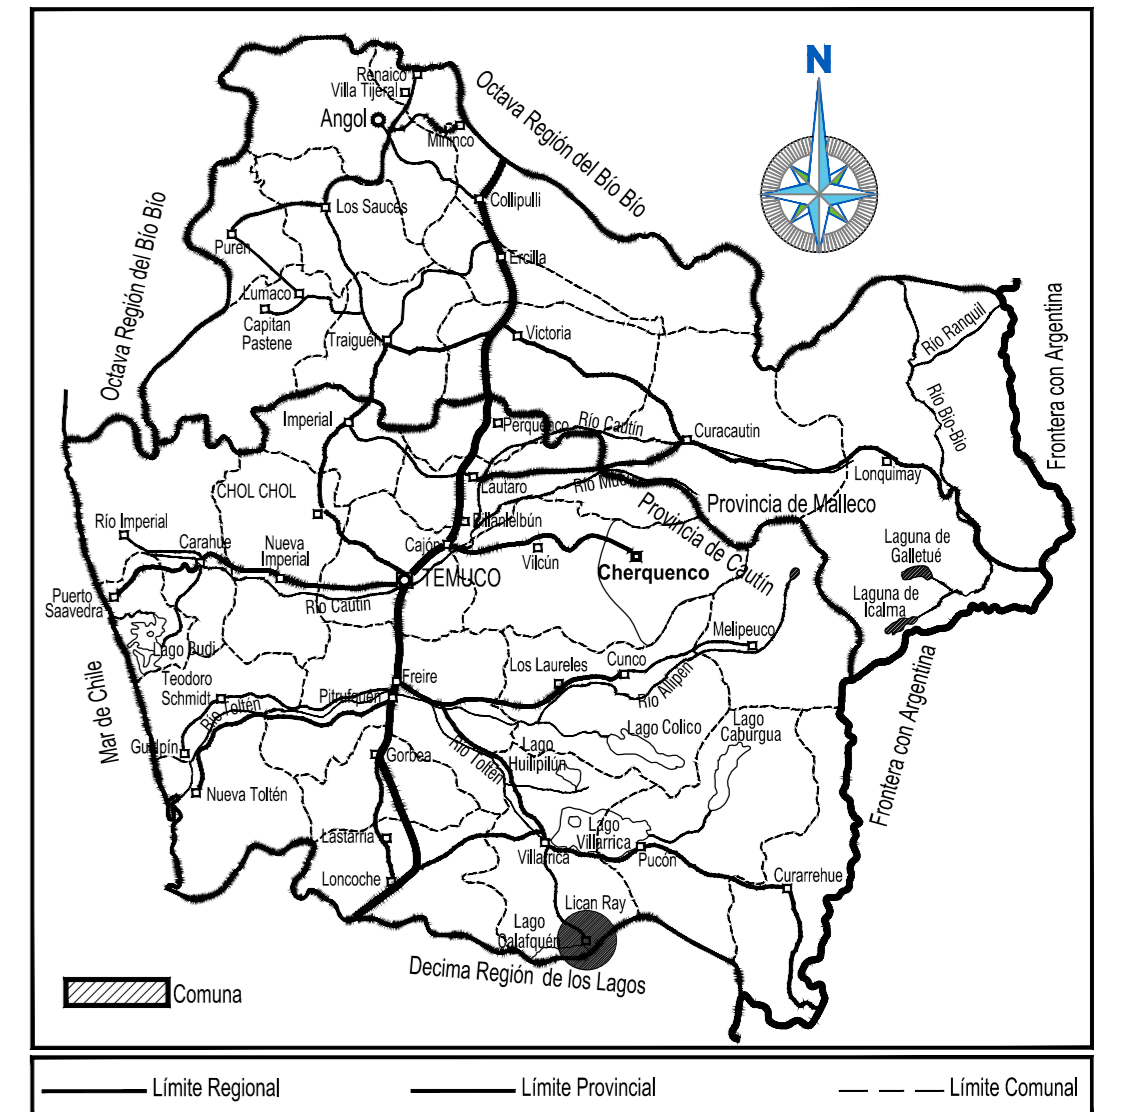 N
Renaico
Villa Tijeral
Angol
Mininco
Octava Región del Bío Bío
Los Sauces
Collipulli
Purén
Ercilla
Octava Región del Bío Bío
Lumaco
Capitan
Pastene
Traiguén
Victoria
Río Ranquil
Frontera con Argentina
Río Bío-Bío
Imperial
Perquenco
Río Cautín
Curacautin
Lonquimay
CHOL CHOL
Lautaro
Río Muco
Provincia de Malleco
Provincia de Cautín
Río Imperial
Carahue
Nueva
Imperial
Pillanlelbún
Cajón
Vilcún
Cherquenco
Laguna de
Galletué
Laguna de
Icalma
TEMUCO
Puerto
Saavedra
Río Cautín
Lago Budi
Melipeuco
Mar de Chile
Teodoro
Schmidt
Río Toltén
Pitrufquén
Freire
Los Laureles
Cunco
Río Allipén
Lago Colico
Lago
Caburgua
Frontera con Argentina
Gualpín
Gorbea
Río Toltén
Lago
Huilipilún
Nueva Toltén
Lastarria
Lago
Villarrica
Villarrica
Pucón
Loncoche
Curarrehue
Lican Ray
Lago
Calafquén
Decima Región de los Lagos
Comuna
Límite Regional
Límite Provincial
Límite Comunal